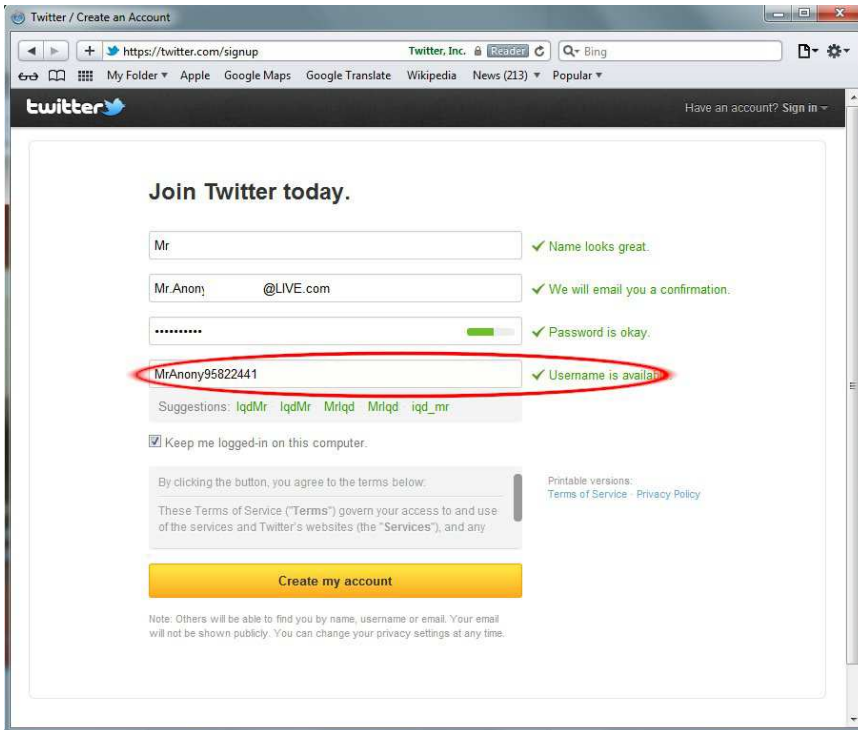 Twitter / Create an Account
https://twitter.com/signup Twitter, Inc. Reader Bing
My Folder Apple Google Maps Google Translate Wikipedia News (213) Popular
twitter Have an account? Sign in
Join Twitter today.
Mr Name looks great.
Mr.Anony @LIVE.com We will email you a confirmation.
Password is okay.
MrAnony95822441 Username is
Suggestions: IqdMr IqdMr MrIqd MrIqd iqd_mr
Keep me logged-in on this computer.
By clicking the button, you agree to the terms below:
Printable versions:
Terms of Service · Privacy Policy
These Terms of Service ("Terms") govern your access to and use
of the services and Twitter's websites (the "Services"), and any
Create my account
Note: Others will be able to find you by name, username or email. Your email
will not be shown publicly. You can change your privacy settings at any time.